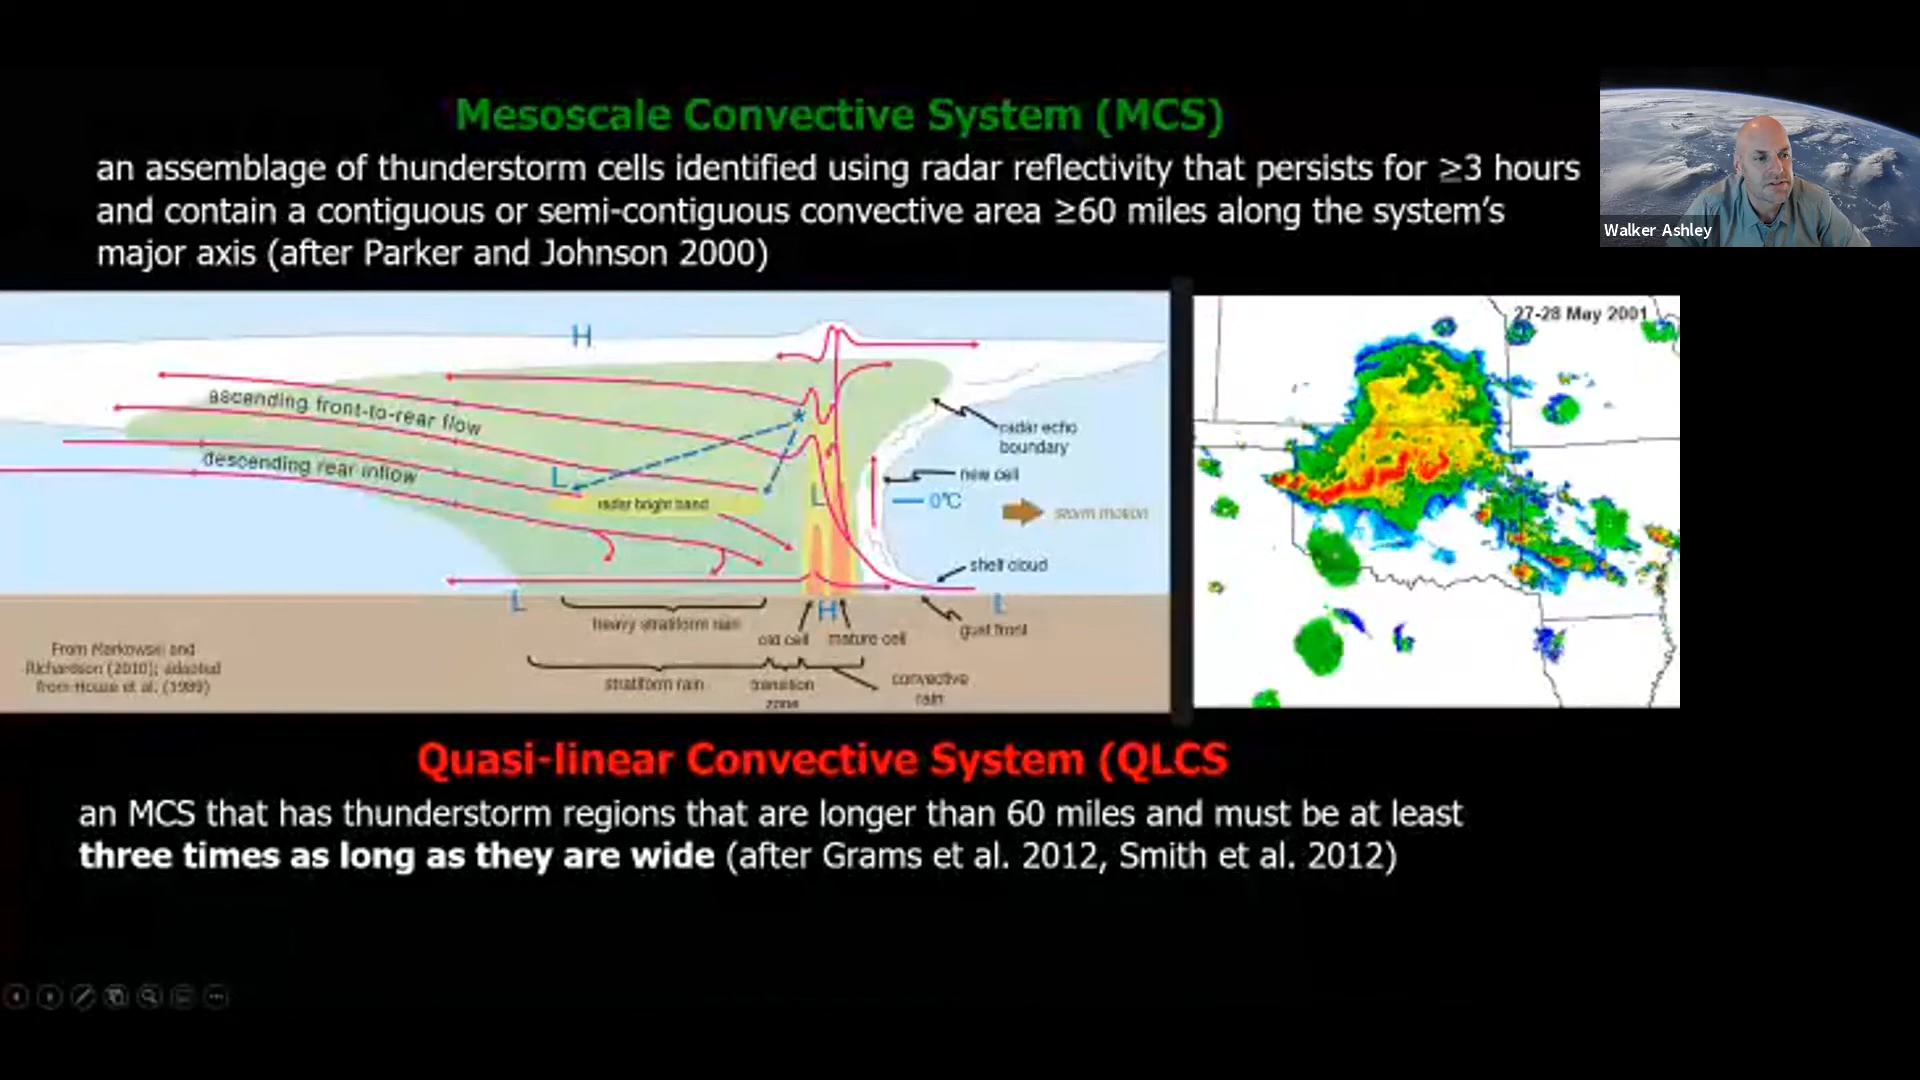 Mesoscale Convective System (MCS)
an assemblage of thunderstorm cells identified using radar reflectivity that persists for ≥3 hours
and contain a contiguous or semi-contiguous convective area ≥60 miles along the system's
major axis (after Parker and Johnson 2000)
Walker Ashley
H
ascending front-to-rear flow
descending rear inflow
L
radar bright band
L
radar echo
boundary
new cell
0°C
storm motion
shelf cloud
L
H
L
heavy stratiform rain
old cell
mature cell
gust front
stratiform rain
transition
zone
convective
rain
From Markowski and
Richardson (2010); adapted
from Houze et al. (1989)
27-28 May 2001
Quasi-linear Convective System (QLCS
an MCS that has thunderstorm regions that are longer than 60 miles and must be at least
three times as long as they are wide (after Grams et al. 2012, Smith et al. 2012)